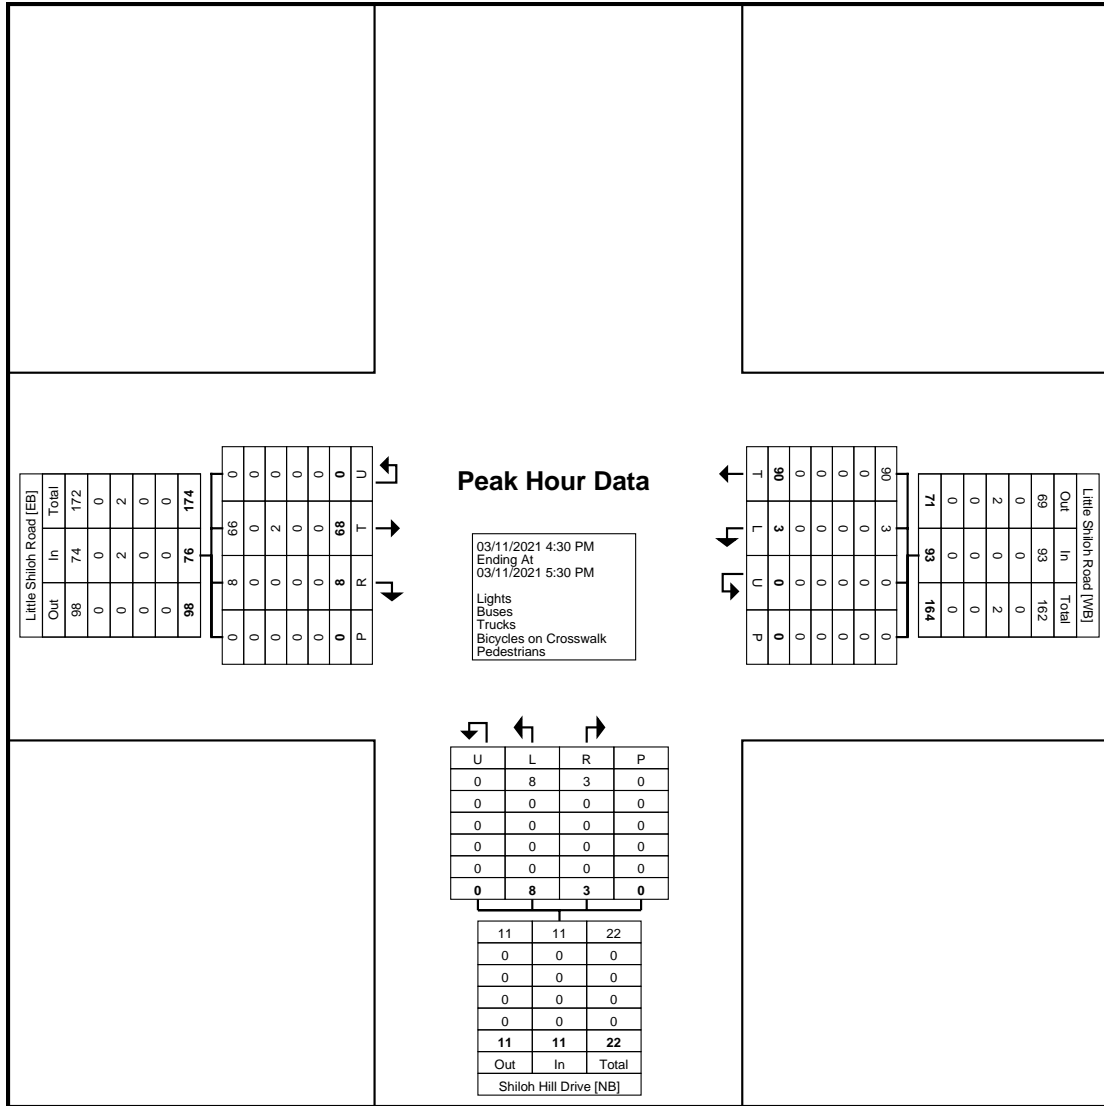 Peak Hour Data
03/11/2021 4:30 PM
Ending At
03/11/2021 5:30 PM
Lights
Buses
Trucks
Bicycles on Crosswalk
Pedestrians
Little Shiloh Road [EB]
Out In Total
98 74 172
0 0 0
0 2 2
0 0 0
0 0 0
98 76 174
U T R P
0 68 8 0
0 0 0 0
0 0 0 0
0 2 0 0
0 0 0 0
0 66 8 0
Little Shiloh Road [WB]
Out In Total
69 93 162
0 0 0
2 0 2
0 0 0
0 0 0
71 93 164
90 3 0 0
0 0 0 0
0 0 0 0
0 0 0 0
0 0 0 0
90 3 0 0
T L U P
U L R P
0 8 3 0
0 0 0 0
0 0 0 0
0 0 0 0
0 0 0 0
0 8 3 0
11 11 22
0 0 0
0 0 0
0 0 0
0 0 0
11 11 22
Out In Total
Shiloh Hill Drive [NB]